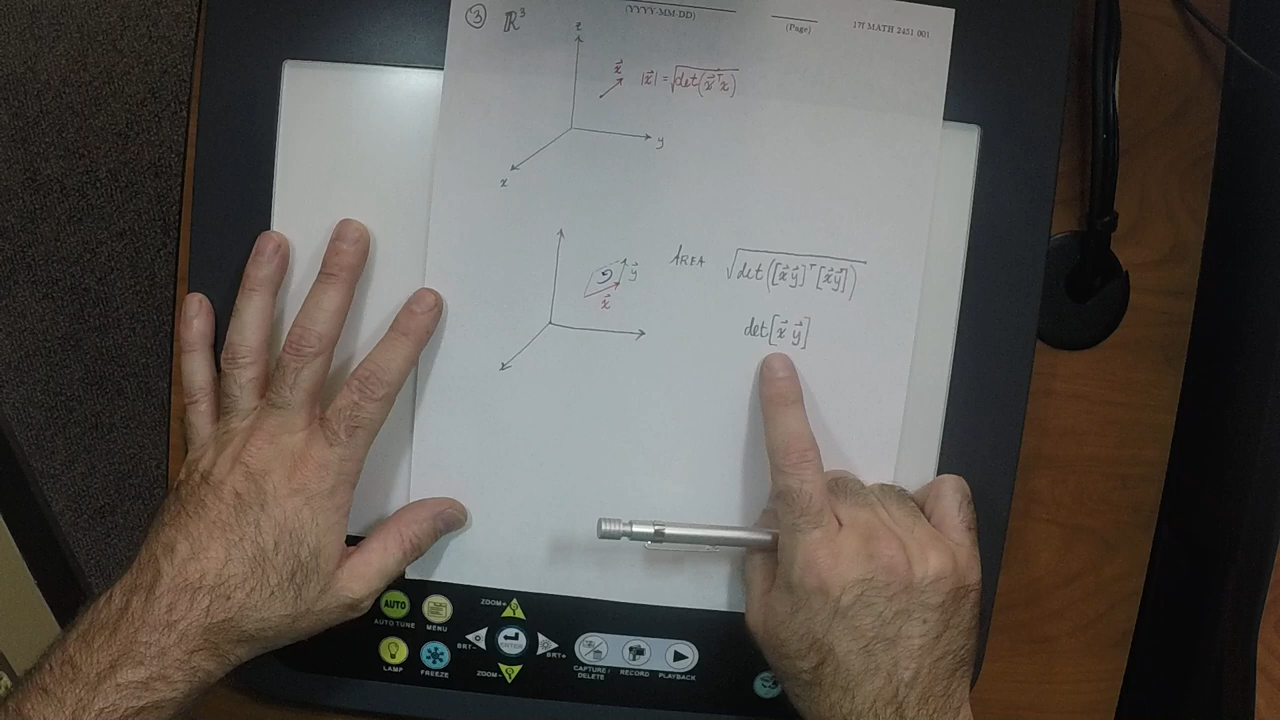 ③ ℝ³ (YYYY-MM-DD) (Page) 17f MATH 2451 001
z
x⃗ |x⃗| = √det(x⃗ᵀx)
y
x
AREA √det([x⃗ y⃗]ᵀ[x⃗ y⃗])
y⃗
x⃗
det[x⃗ y⃗]
AUTO
AUTO TUNE
MENU
ZOOM+
BRT-
BRT+
LAMP
FREEZE
ZOOM-
CAPTURE / DELETE
RECORD
PLAYBACK